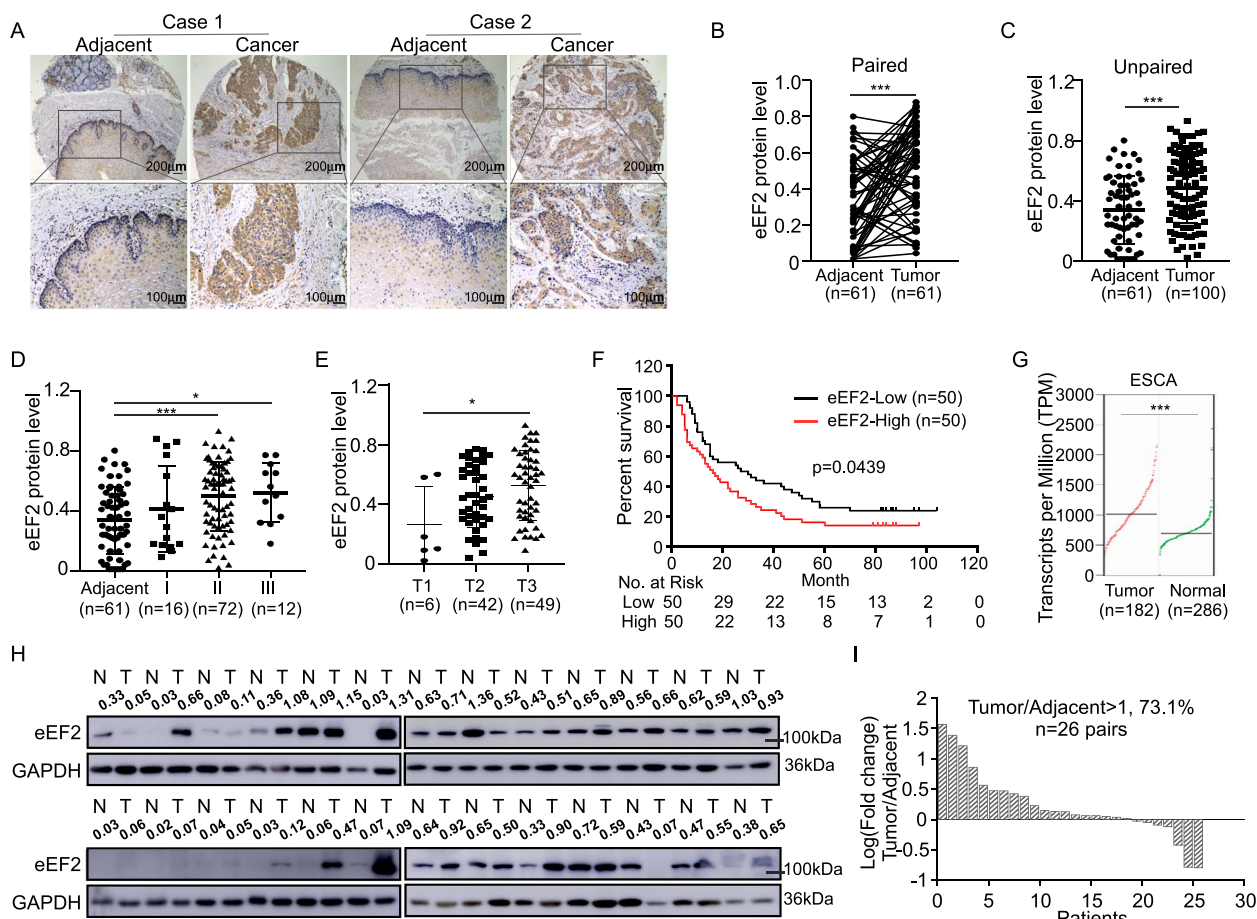 A
Case 1
Case 2
Adjacent
Cancer
Adjacent
Cancer
200μm
200μm
200μm
200μm
100μm
100μm
100μm
100μm
B
Paired
***
eEF2 protein level
1.0
0.8
0.6
0.4
0.2
0
Adjacent Tumor
(n=61) (n=61)
C
Unpaired
***
eEF2 protein level
1.2
0.8
0.4
0
Adjacent Tumor
(n=61) (n=100)
D
*
***
eEF2 protein level
1.2
0.8
0.4
0
Adjacent I II III
(n=61) (n=16) (n=72) (n=12)
E
*
eEF2 protein level
1.2
0.8
0.4
0
T1 T2 T3
(n=6) (n=42) (n=49)
F
Percent survival
120
100
80
60
40
20
0
eEF2-Low (n=50)
eEF2-High (n=50)
p=0.0439
0 20 40 60 80 100 120
Month
No. at Risk
Low 50 29 22 15 13 2 0
High 50 22 13 8 7 1 0
G
ESCA
***
Transcripts per Million (TPM)
3000
2500
2000
1500
1000
500
0
Tumor Normal
(n=182) (n=286)
H
N T N T N T N T N T N T N T N T N T N T N T N T
0.33 0.05 0.03 0.66 0.08 0.11 0.36 1.08 1.09 1.15 0.03 1.31 0.63 0.71 1.36 0.52 0.43 0.51 0.65 0.89 0.56 0.66 0.62 0.59 1.03 0.93
eEF2
100kDa
GAPDH
36kDa
N T N T N T N T N T N T N T N T N T N T N T N T
0.03 0.06 0.02 0.07 0.04 0.05 0.03 0.12 0.06 0.47 0.07 1.09 0.64 0.92 0.65 0.50 0.33 0.90 0.72 0.59 0.43 0.07 0.47 0.55 0.38 0.65
eEF2
100kDa
GAPDH
36kDa
I
Tumor/Adjacent>1, 73.1%
n=26 pairs
Log(Fold change)
Tumor/Adjacent
2
1.5
1
0.5
0
-0.5
-1
0 5 10 15 20 25 30
Patients